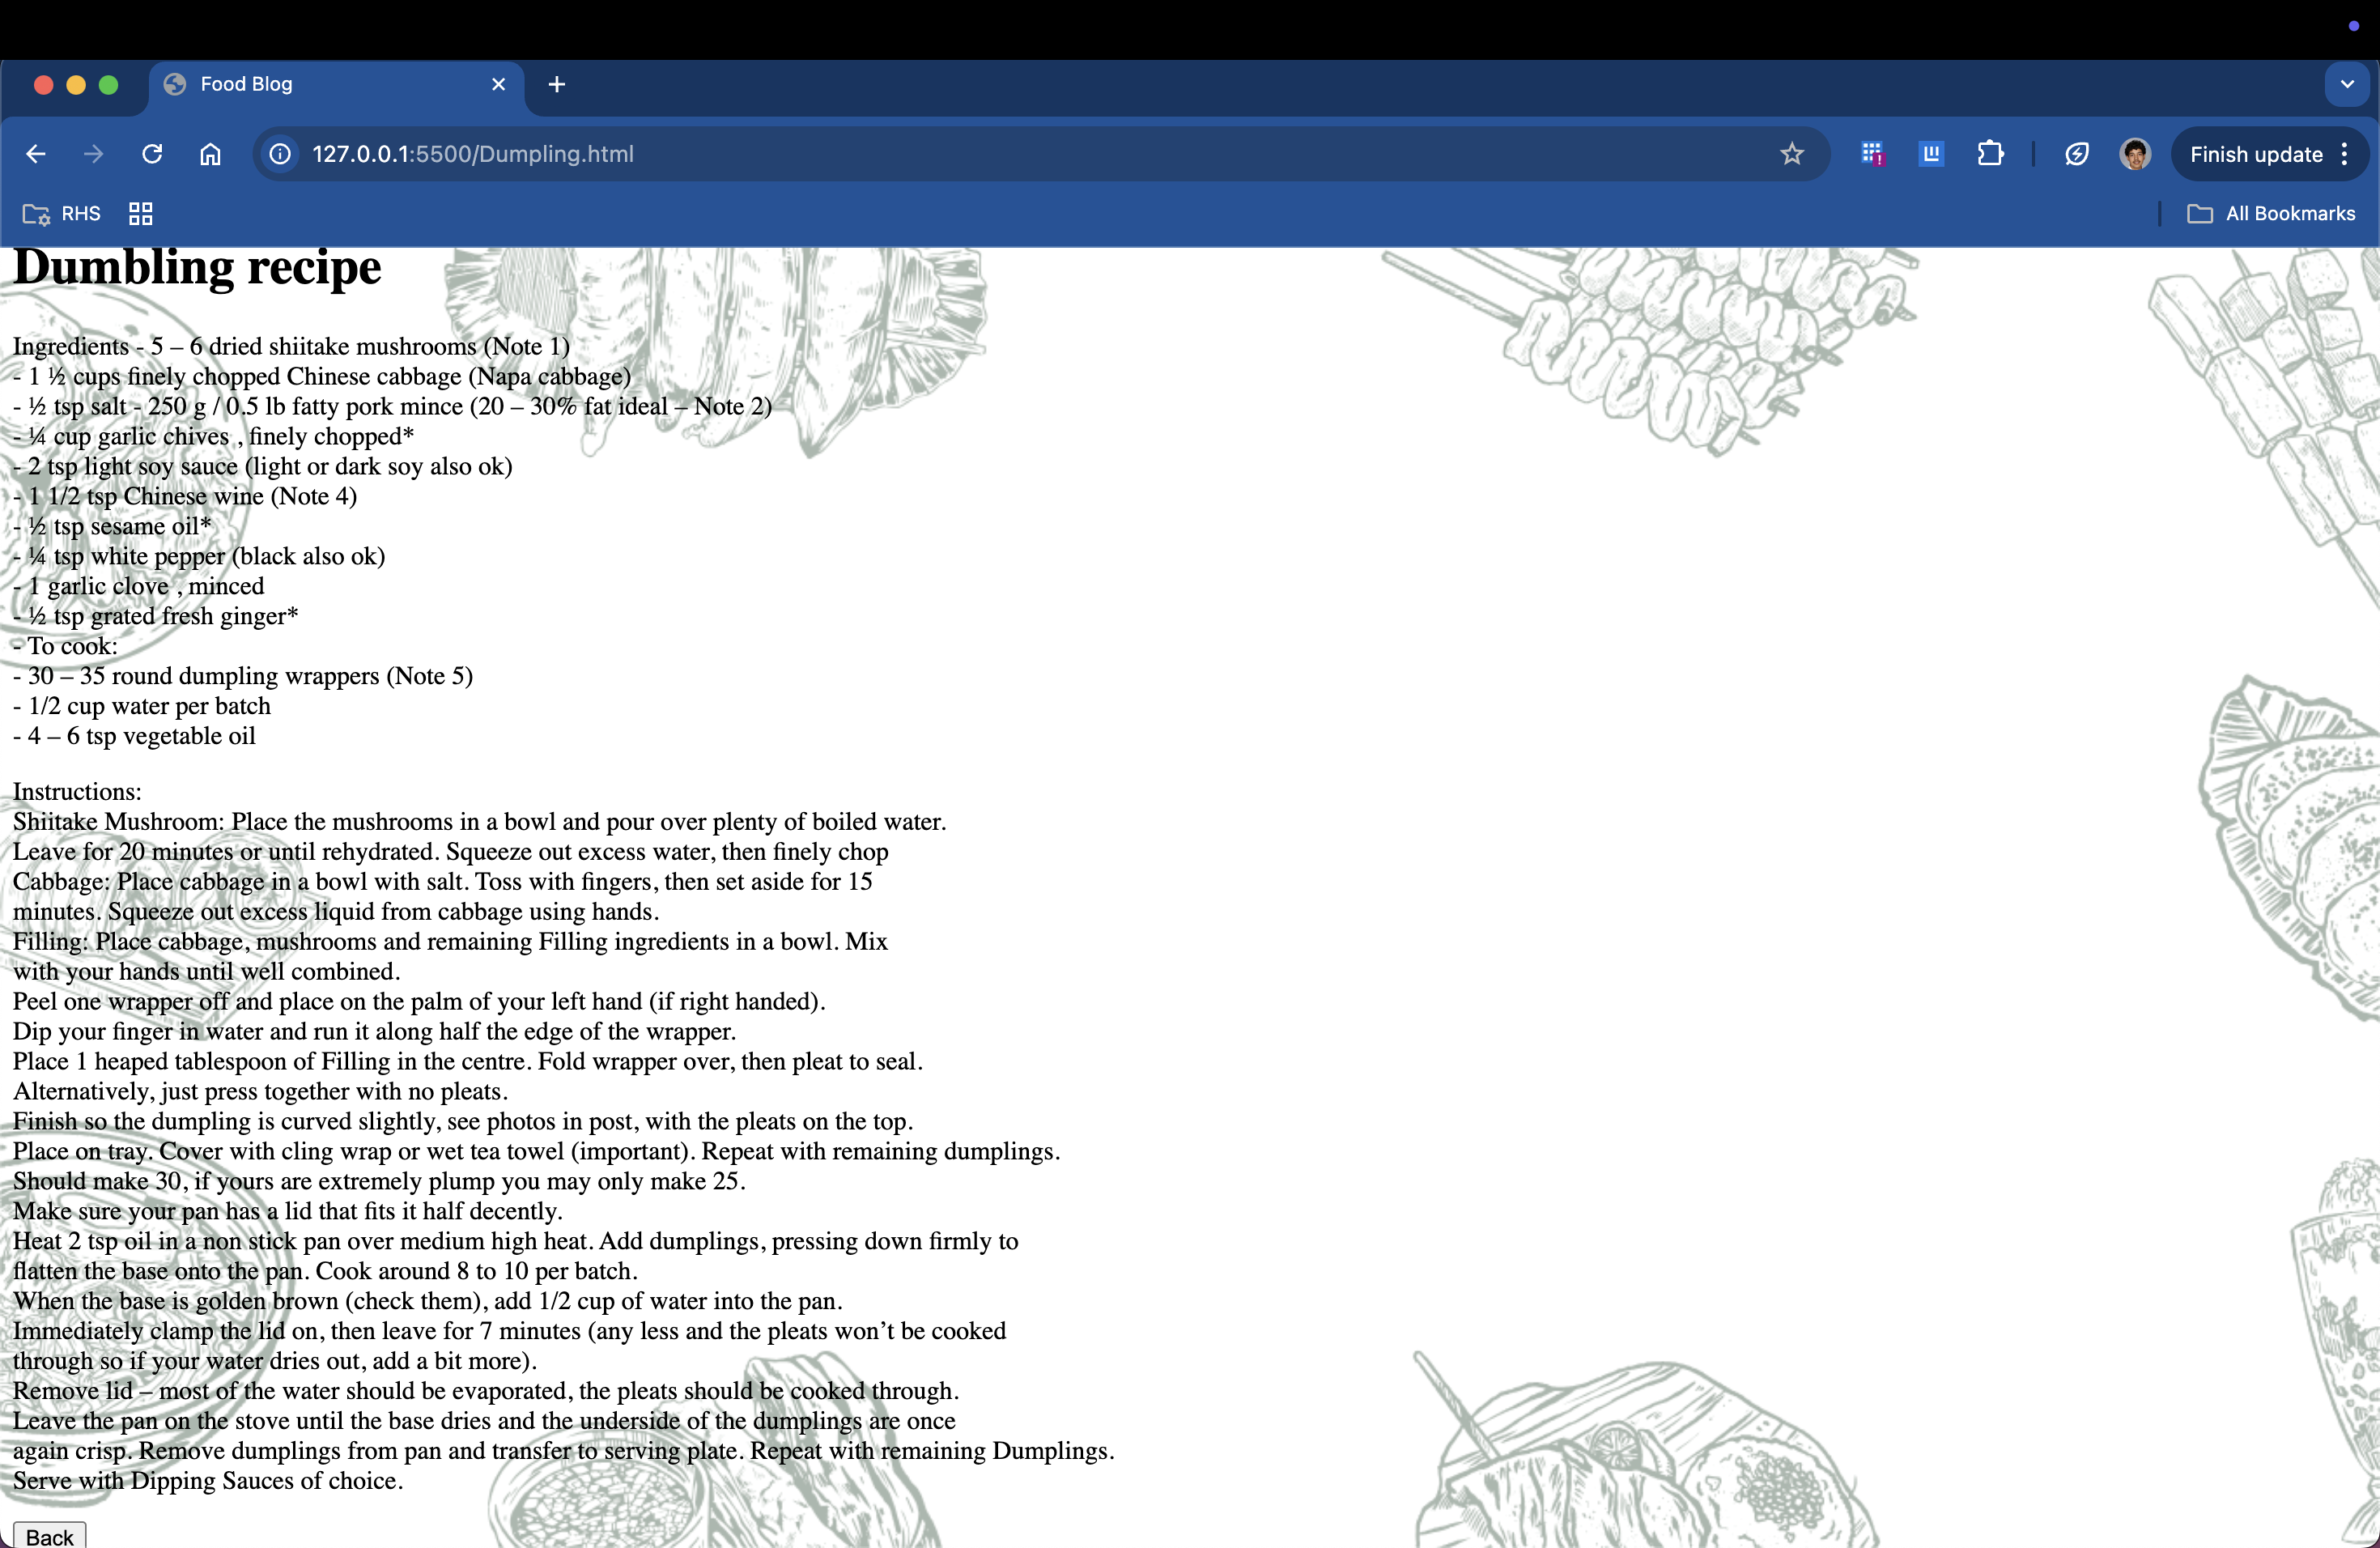 Food Blog
127.0.0.1:5500/Dumpling.html
Finish update
RHS
All Bookmarks
Dumbling recipe
Ingredients - 5 – 6 dried shiitake mushrooms (Note 1)
- 1 ½ cups finely chopped Chinese cabbage (Napa cabbage)
- ½ tsp salt - 250 g / 0.5 lb fatty pork mince (20 – 30% fat ideal – Note 2)
- ¼ cup garlic chives , finely chopped*
- 2 tsp light soy sauce (light or dark soy also ok)
- 1 1/2 tsp Chinese wine (Note 4)
- ½ tsp sesame oil*
- ¼ tsp white pepper (black also ok)
- 1 garlic clove , minced
- ½ tsp grated fresh ginger*
- To cook:
- 30 – 35 round dumpling wrappers (Note 5)
- 1/2 cup water per batch
- 4 – 6 tsp vegetable oil
Instructions:
Shiitake Mushroom: Place the mushrooms in a bowl and pour over plenty of boiled water.
Leave for 20 minutes or until rehydrated. Squeeze out excess water, then finely chop
Cabbage: Place cabbage in a bowl with salt. Toss with fingers, then set aside for 15
minutes. Squeeze out excess liquid from cabbage using hands.
Filling: Place cabbage, mushrooms and remaining Filling ingredients in a bowl. Mix
with your hands until well combined.
Peel one wrapper off and place on the palm of your left hand (if right handed).
Dip your finger in water and run it along half the edge of the wrapper.
Place 1 heaped tablespoon of Filling in the centre. Fold wrapper over, then pleat to seal.
Alternatively, just press together with no pleats.
Finish so the dumpling is curved slightly, see photos in post, with the pleats on the top.
Place on tray. Cover with cling wrap or wet tea towel (important). Repeat with remaining dumplings.
Should make 30, if yours are extremely plump you may only make 25.
Make sure your pan has a lid that fits it half decently.
Heat 2 tsp oil in a non stick pan over medium high heat. Add dumplings, pressing down firmly to
flatten the base onto the pan. Cook around 8 to 10 per batch.
When the base is golden brown (check them), add 1/2 cup of water into the pan.
Immediately clamp the lid on, then leave for 7 minutes (any less and the pleats won’t be cooked
through so if your water dries out, add a bit more).
Remove lid – most of the water should be evaporated, the pleats should be cooked through.
Leave the pan on the stove until the base dries and the underside of the dumplings are once
again crisp. Remove dumplings from pan and transfer to serving plate. Repeat with remaining Dumplings.
Serve with Dipping Sauces of choice.
Back